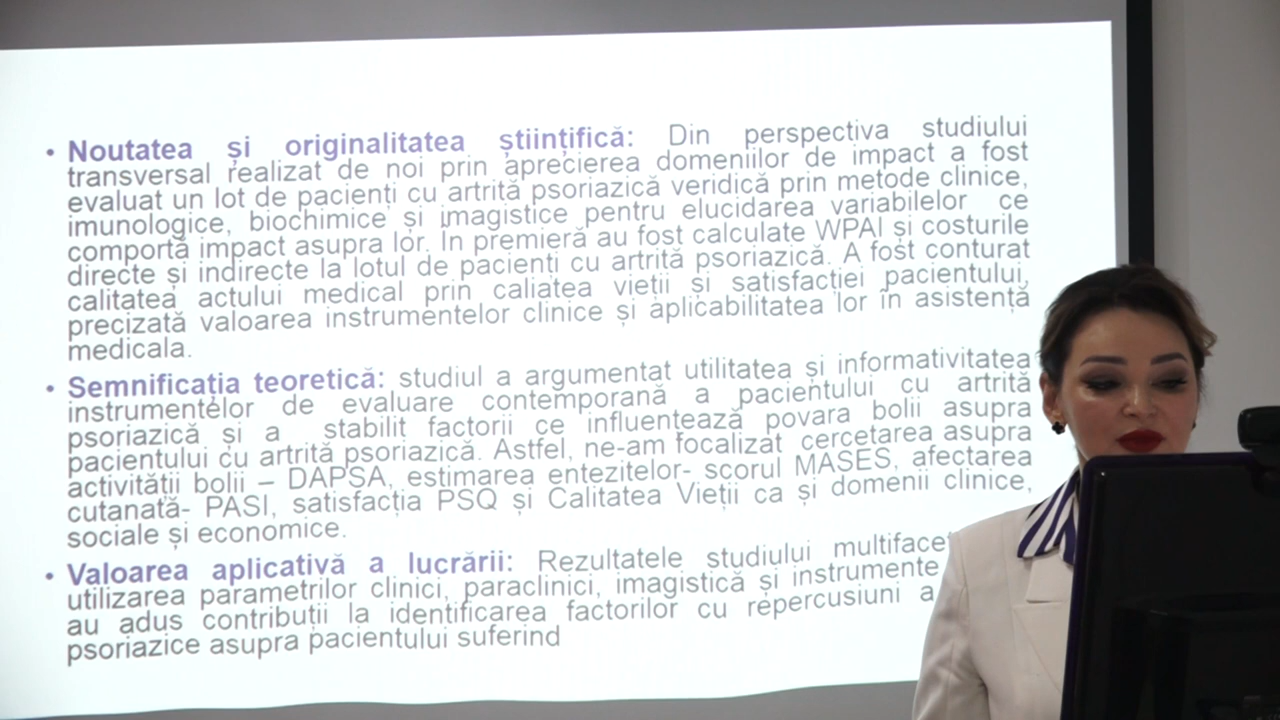 • Noutatea și originalitatea științifică: Din perspectiva studiului
transversal realizat de noi prin aprecierea domeniilor de impact a fost
evaluat un lot de pacienți cu artrită psoriazică veridică prin metode clinice,
imunologice, biochimice și imagistice pentru elucidarea variabilelor ce
comportă impact asupra lor. În premieră au fost calculate WPAI și costurile
directe și indirecte la lotul de pacienți cu artrită psoriazică. A fost conturat
calitatea actului medical prin caliatea vieții și satisfacției pacientului,
precizată valoarea instrumentelor clinice și aplicabilitatea lor în asistență
medicala.
• Semnificația teoretică: studiul a argumentat utilitatea și informativitatea
instrumentelor de evaluare contemporană a pacientului cu artrită
psoriazică și a stabilit factorii ce influentează povara bolii asupra
pacientului cu artrită psoriazică. Astfel, ne-am focalizat cercetarea asupra
activității bolii – DAPSA, estimarea entezitelor- scorul MASES, afectarea
cutanată- PASI, satisfacția PSQ și Calitatea Vieții ca și domenii clinice,
sociale și economice.
• Valoarea aplicativă a lucrării: Rezultatele studiului
utilizarea parametrilor clinici, paraclinici, imagistică și instrumente
au adus contribuții la identificarea factorilor cu repercusiuni a
psoriazice asupra pacientului suferind